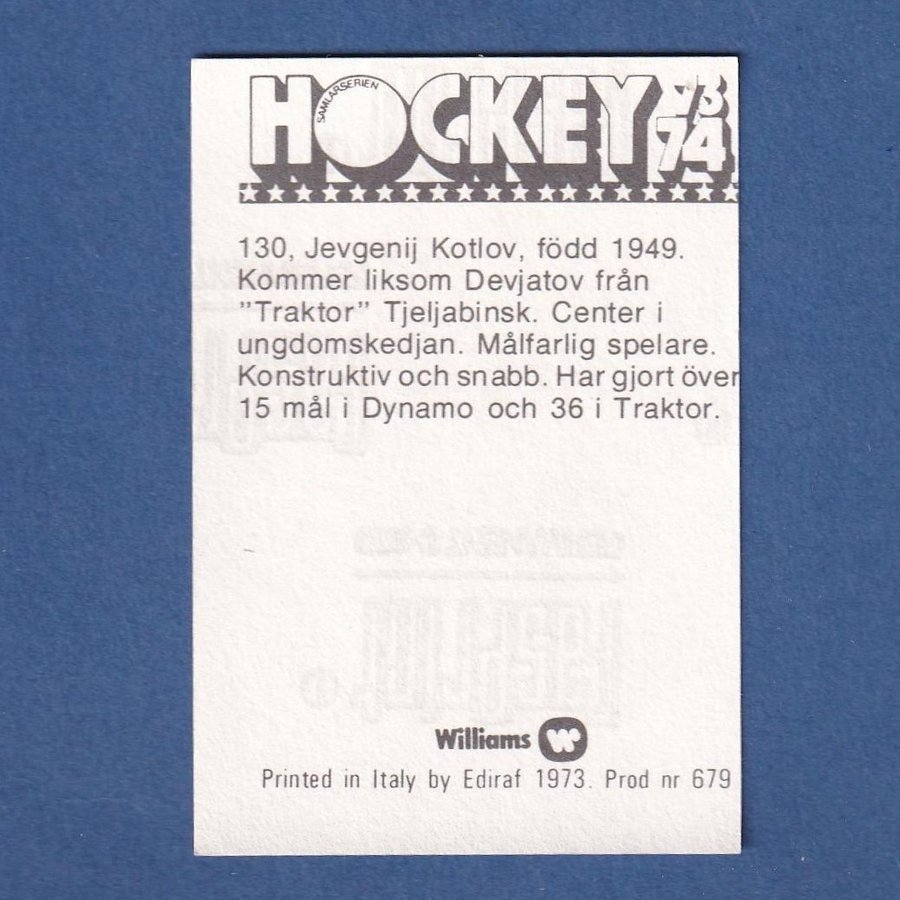 HOCKEY 73
SAMLARSERIEN
74
130, Jevgenij Kotlov, född 1949.
Kommer liksom Devjatov från
”Traktor” Tjeljabinsk. Center i
ungdomskedjan. Målfarlig spelare.
Konstruktiv och snabb. Har gjort över
15 mål i Dynamo och 36 i Traktor.
Williams W
Printed in Italy by Ediraf 1973. Prod nr 679